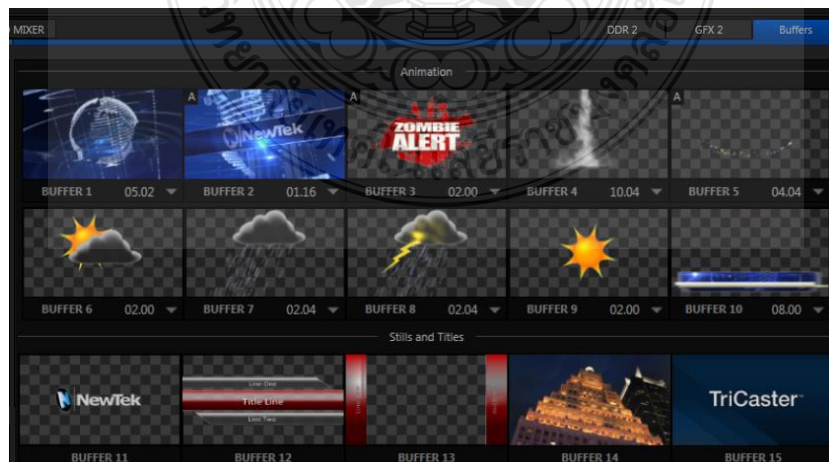 MIXER
DDR 2
GFX 2
Buffers
Animation
A
A
A
NewTek
ZOMBIE
ALERT
BUFFER 1 05.02
BUFFER 2 01.16
BUFFER 3 02.00
BUFFER 4 10.04
BUFFER 5 04.04
BUFFER 6 02.00
BUFFER 7 02.04
BUFFER 8 02.04
BUFFER 9 02.00
BUFFER 10 08.00
Stills and Titles
NewTek
Line One
Title Line
Line Two
TriCaster
BUFFER 11
BUFFER 12
BUFFER 13
BUFFER 14
BUFFER 15